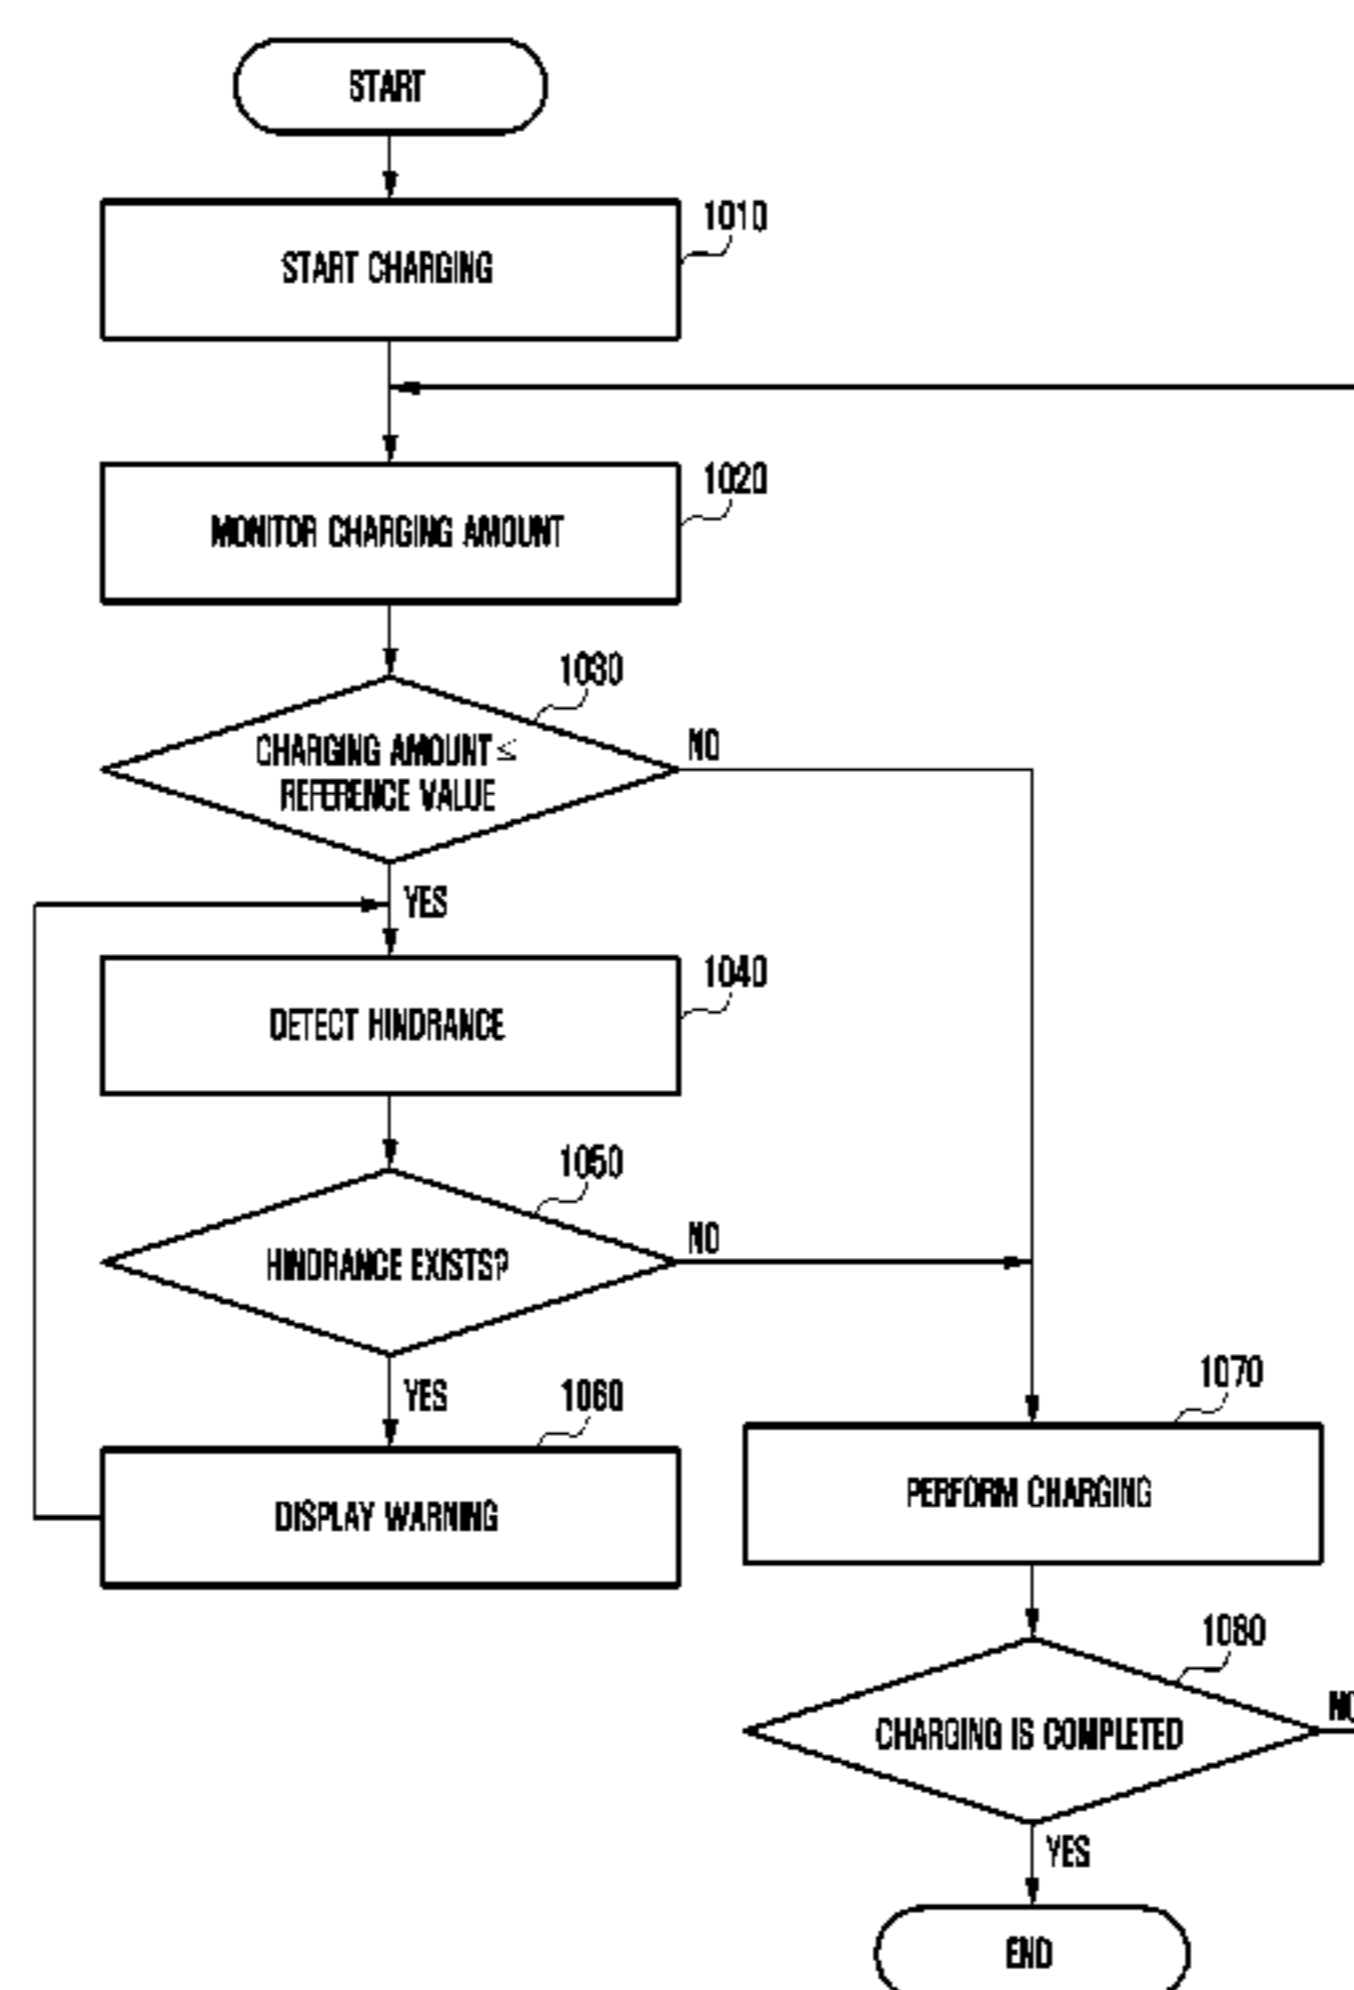 START
1010
START CHARGING
1020
MONITOR CHARGING AMOUNT
1030
CHARGING AMOUNT ≤
REFERENCE VALUE
NO
YES
1040
DETECT HINDRANCE
1050
HINDRANCE EXISTS?
NO
YES
1060
DISPLAY WARNING
1070
PERFORM CHARGING
1080
CHARGING IS COMPLETED
NO
YES
END